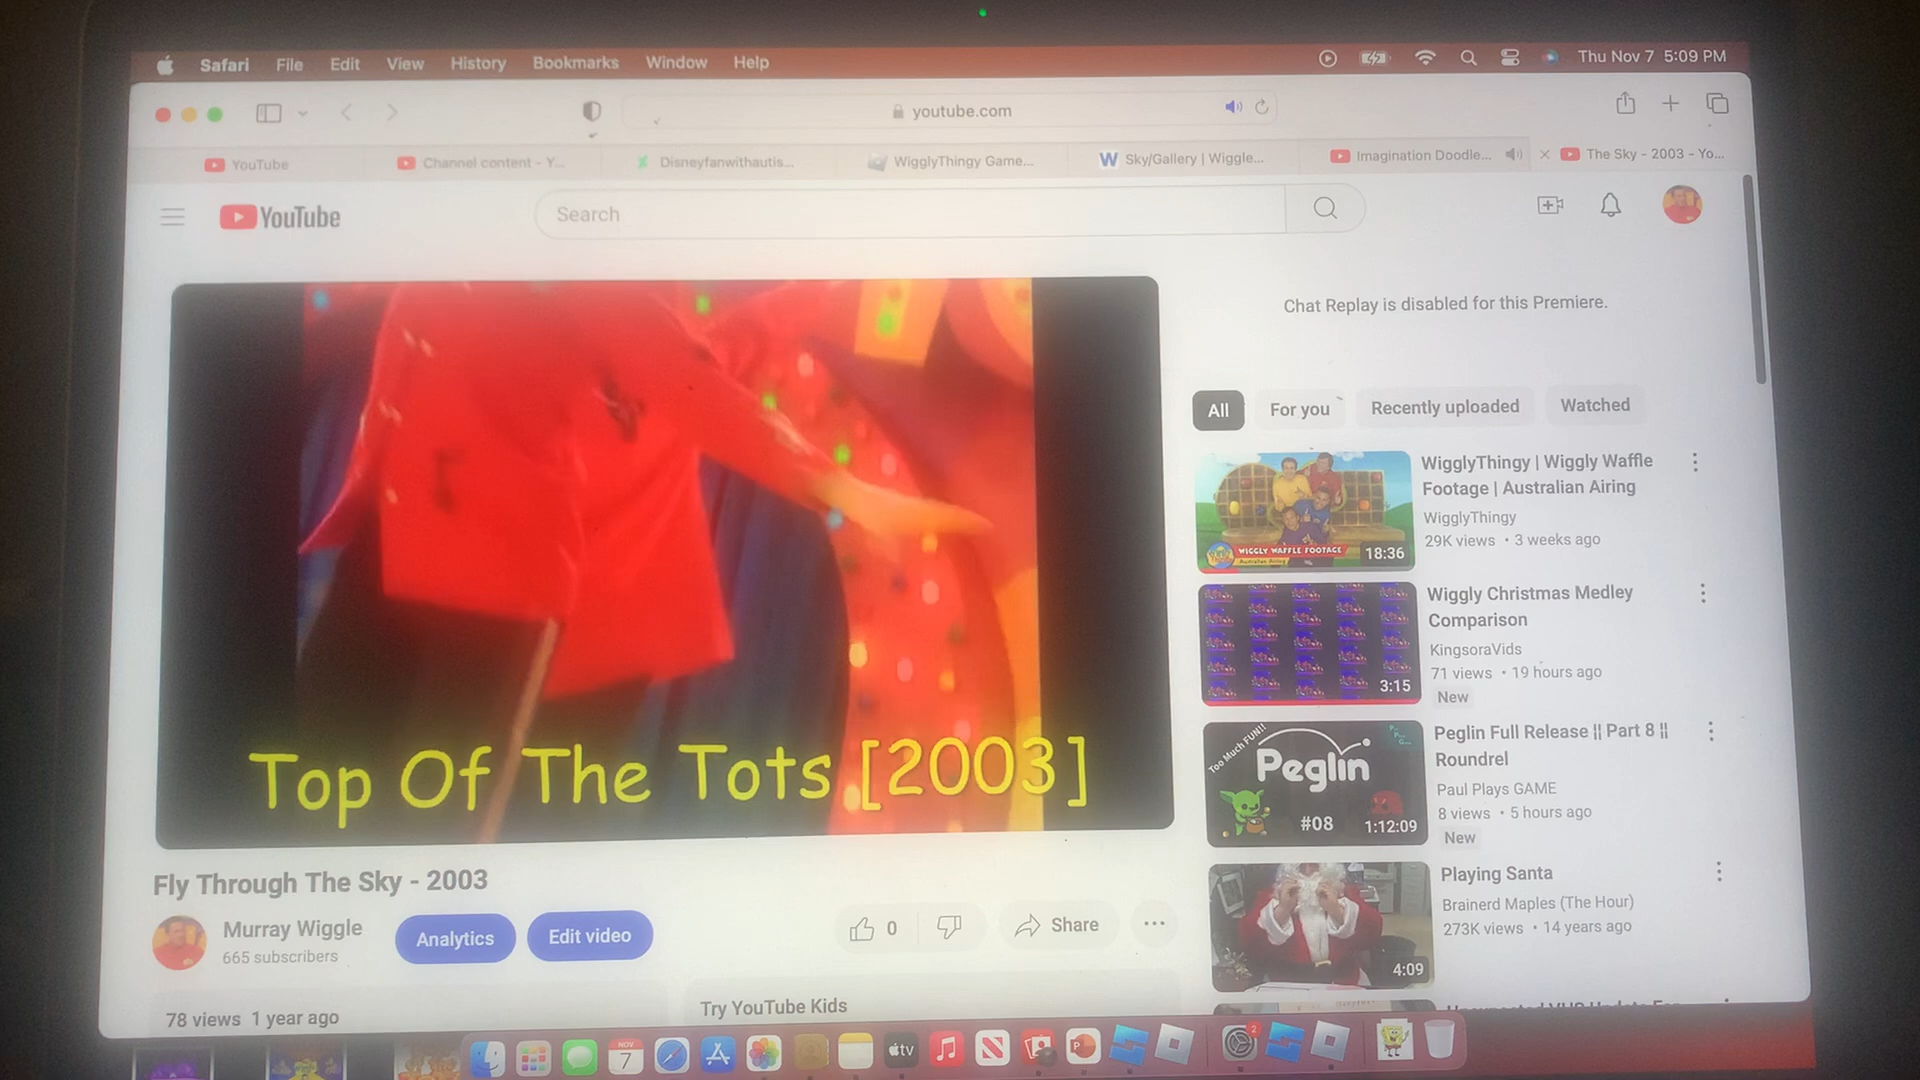 Safari File Edit View History Bookmarks Window Help
Thu Nov 7 5:09 PM
youtube.com
YouTube
Channel content - Y...
Disneyfanwithautis...
WigglyThingy Game...
W Sky/Gallery | Wiggle...
Imagination Doodle...
The Sky - 2003 - Yo...
YouTube
Search
Chat Replay is disabled for this Premiere.
All For you Recently uploaded Watched
Top Of The Tots [2003]
WigglyThingy | Wiggly Waffle
Footage | Australian Airing
WigglyThingy
29K views • 3 weeks ago
WIGGLY WAFFLE FOOTAGE
Australian Airing
18:36
Wiggly Christmas Medley
Comparison
KingsoraVids
71 views • 19 hours ago
New
3:15
Peglin Full Release || Part 8 ||
Roundrel
Paul Plays GAME
8 views • 5 hours ago
New
Too Much FUN!!
Peglin
#08
1:12:09
Playing Santa
Brainerd Maples (The Hour)
273K views • 14 years ago
4:09
Fly Through The Sky - 2003
Murray Wiggle
665 subscribers
Analytics
Edit video
0
Share
78 views 1 year ago
Try YouTube Kids
NOV
7
tv
2